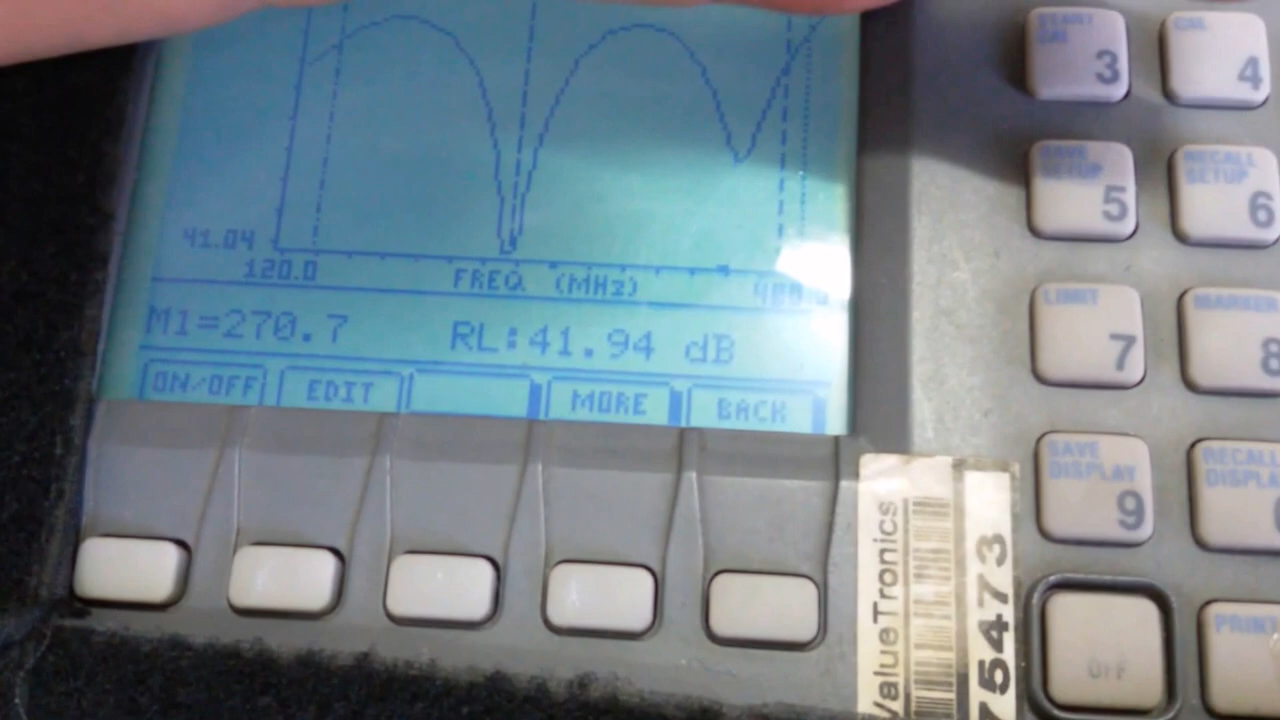 41.04
120.0 FREQ (MHz)
M1=270.7 RL:41.94 dB
ON/OFF EDIT MORE BACK
START
CAL
3
CAL
4
SAVE
SETUP
5
RECALL
SETUP
6
LIMIT
7
MARKER
8
SAVE
DISPLAY
9
RECALL
OFF
PRINT
ValueTronics
75473